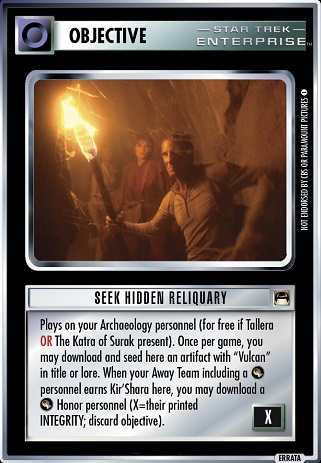 OBJECTIVE
STAR TREK
ENTERPRISE™
NOT ENDORSED BY CBS OR PARAMOUNT PICTURES
SEEK HIDDEN RELIQUARY
Plays on your Archaeology personnel (for free if Tallera
OR The Katra of Surak present). Once per game, you
may download and seed here an artifact with “Vulcan”
in title or lore. When your Away Team including a
personnel earns Kir’Shara here, you may download a
Honor personnel (X=their printed
INTEGRITY; discard objective).
X
ERRATA